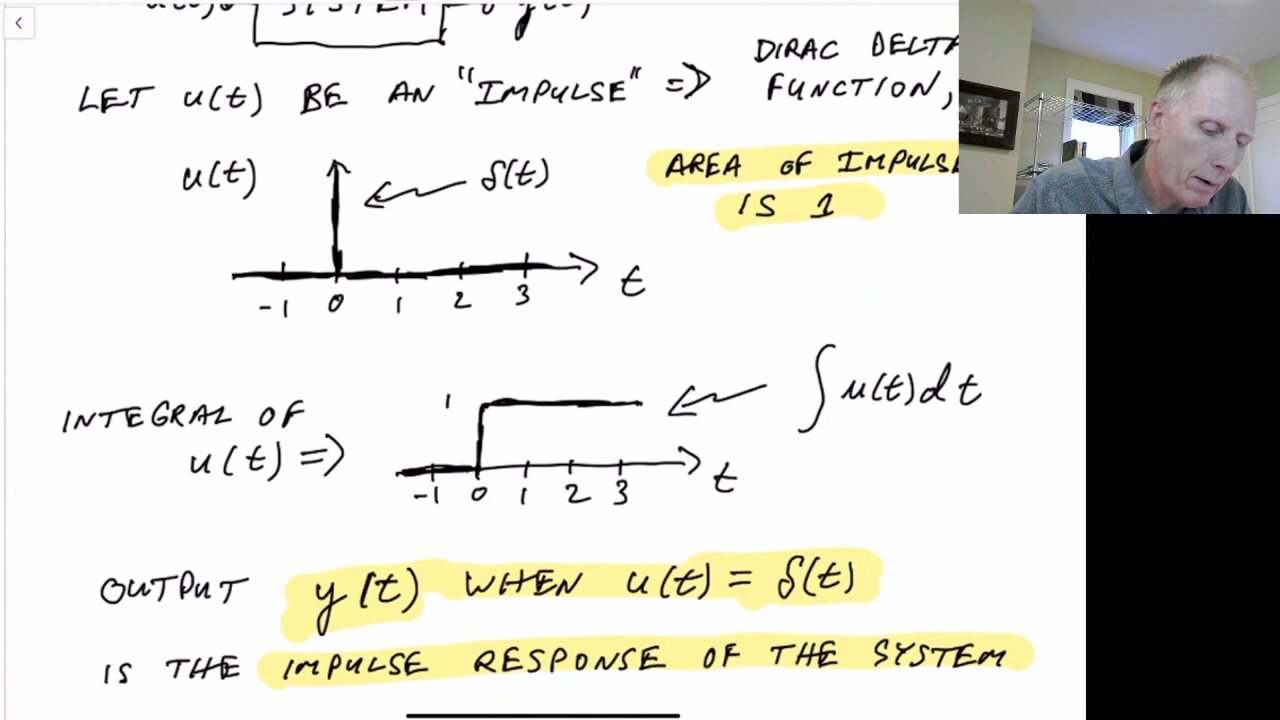 SYSTEM y(t)
LET u(t) BE AN "IMPULSE" => DIRAC DELTA
FUNCTION,
u(t)
δ(t)
AREA OF IMPULSE
IS 1
-1 0 1 2 3 t
INTEGRAL OF
u(t) =>
1
∫u(t)dt
-1 0 1 2 3 t
OUTPUT y(t) WHEN u(t) = δ(t)
IS THE IMPULSE RESPONSE OF THE SYSTEM